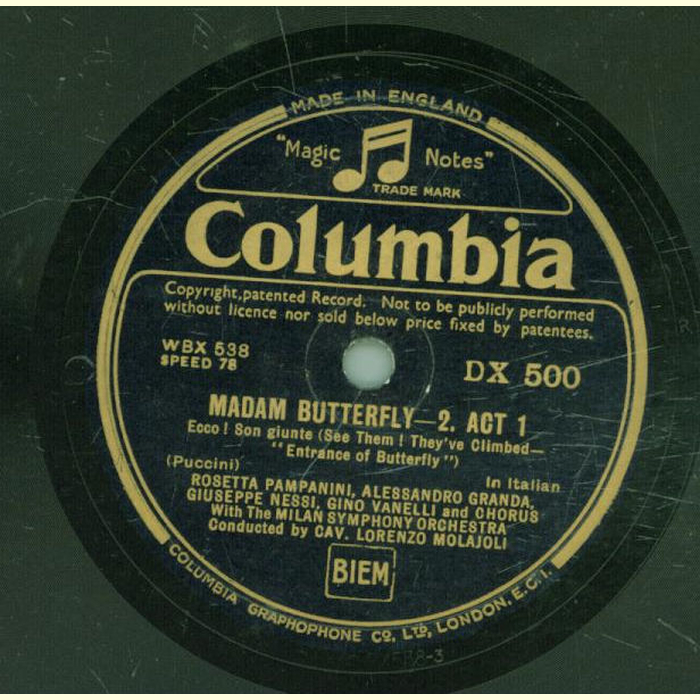 MADE IN ENGLAND
"Magic Notes"
TRADE MARK
Columbia
Copyright, patented Record. Not to be publicly performed
without licence nor sold below price fixed by patentees.
WBX 538
SPEED 78
DX 500
MADAM BUTTERFLY—2. ACT 1
Ecco! Son giunte (See Them! They've Climbed—
"Entrance of Butterfly")
(Puccini)
In Italian
ROSETTA PAMPANINI, ALESSANDRO GRANDA,
GIUSEPPE NESSI, GINO VANELLI and CHORUS
With The MILAN SYMPHONY ORCHESTRA
Conducted by CAV. LORENZO MOLAJOLI
BIEM
COLUMBIA GRAPHOPHONE CO, LTD, LONDON, E.C.1.